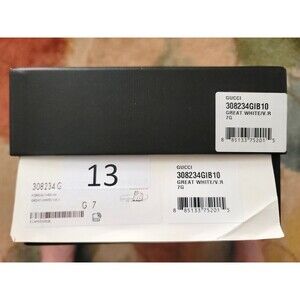 GUCCI
308234GIB10
GREAT WHITE/V.R
7G
8 85133 75201 5
308234 G
13
G 7
GUCCI
308234GIB10
GREAT WHITE/V.R
7G
8 85133 75201 5